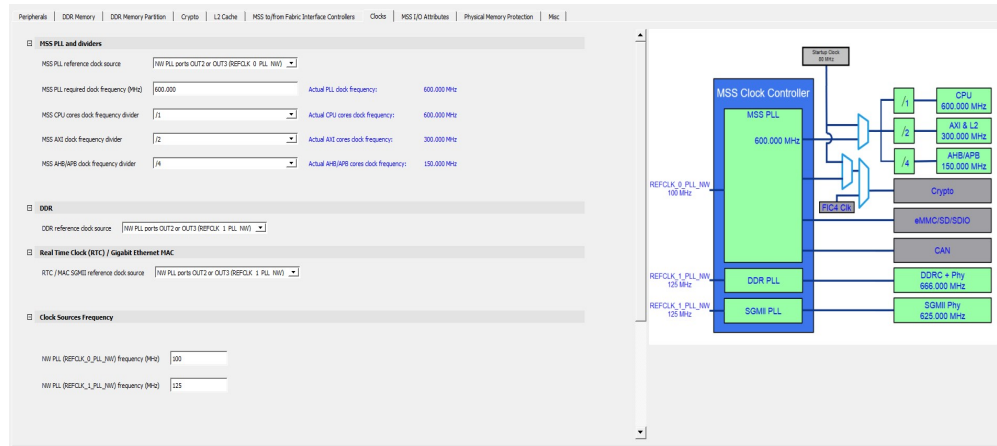 Peripherals | DDR Memory | DDR Memory Partition | Crypto | L2 Cache | MSS to/from Fabric Interface Controllers | Clocks | MSS I/O Attributes | Physical Memory Protection | Misc
MSS PLL and dividers
MSS PLL reference clock source NW PLL ports OUT2 or OUT3 (REFCLK_0_PLL_NW)
MSS PLL required clock frequency (MHz) 600.000 Actual PLL clock frequency: 600.000 MHz
MSS CPU cores clock frequency divider /1 Actual CPU cores clock frequency: 600.000 MHz
MSS AXI clock frequency divider /2 Actual AXI cores clock frequency: 300.000 MHz
MSS AHB/APB clock frequency divider /4 Actual AHB/APB cores clock frequency: 150.000 MHz
DDR
DDR reference clock source NW PLL ports OUT2 or OUT3 (REFCLK_1_PLL_NW)
Real Time Clock (RTC) / Gigabit Ethernet MAC
RTC / MAC SGMII reference clock source NW PLL ports OUT2 or OUT3 (REFCLK_1_PLL_NW)
Clock Sources Frequency
NW PLL (REFCLK_0_PLL_NW) frequency (MHz) 100
NW PLL (REFCLK_1_PLL_NW) frequency (MHz) 125
Startup Clock
80 MHz
MSS Clock Controller
MSS PLL
600.000 MHz
/1
CPU
600.000 MHz
/2
AXI & L2
300.000 MHz
/4
AHB/APB
150.000 MHz
REFCLK_0_PLL_NW
100 MHz
Crypto
FIC4 Clk
eMMC/SD/SDIO
CAN
REFCLK_1_PLL_NW
125 MHz
DDR PLL
DDRC + Phy
666.000 MHz
REFCLK_1_PLL_NW
125 MHz
SGMII PLL
SGMII Phy
625.000 MHz